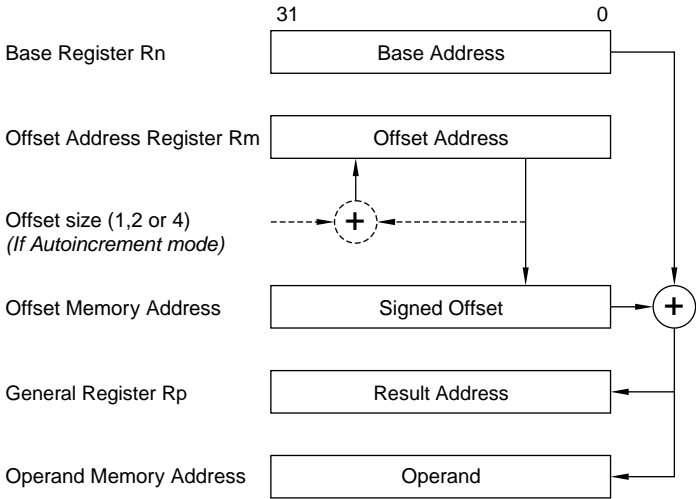 31 0
Base Register Rn Base Address
Offset Address Register Rm Offset Address
Offset size (1,2 or 4) + +
(If Autoincrement mode)
Offset Memory Address Signed Offset +
General Register Rp Result Address
Operand Memory Address Operand